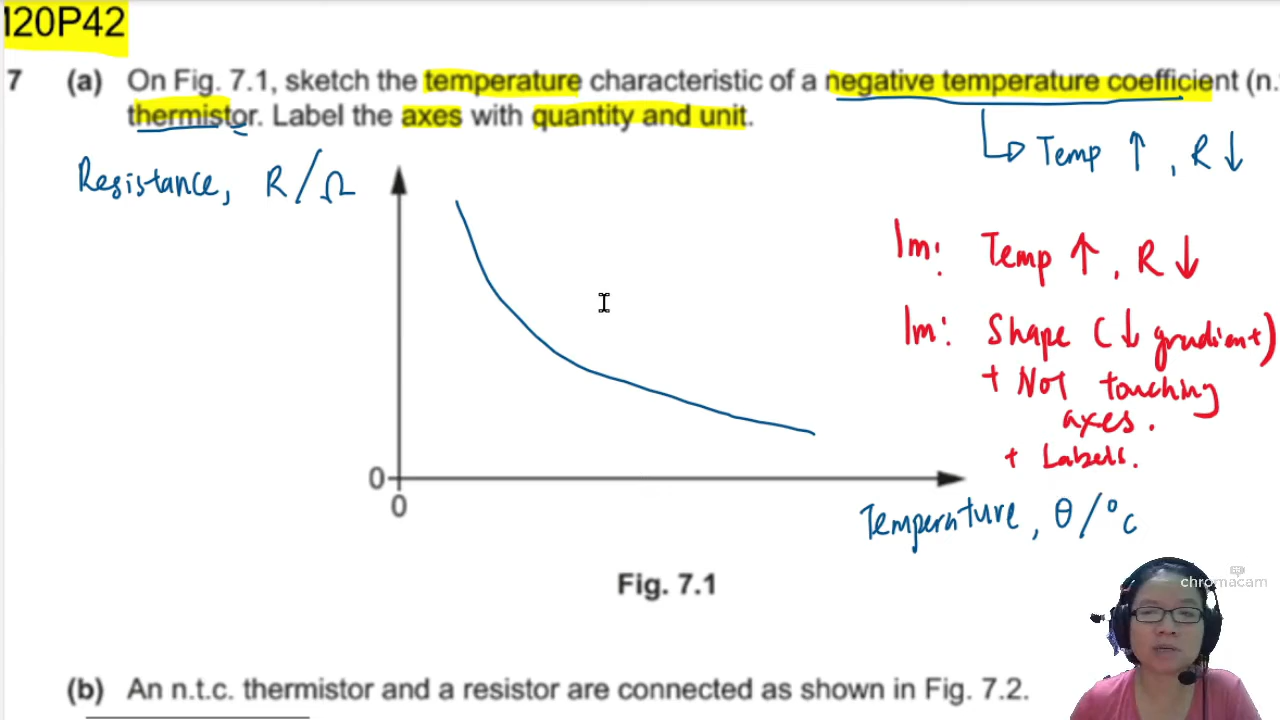 M20P42
7 (a) On Fig. 7.1, sketch the temperature characteristic of a negative temperature coefficient (n.
thermistor. Label the axes with quantity and unit.
Temp ↑, R ↓
Resistance, R/Ω
1m: Temp ↑, R ↓
1m: Shape (↓ gradient)
+ Not touching
axes.
+ Labels.
0
0
Temperature, θ/°C
Fig. 7.1
chromacam
(b) An n.t.c. thermistor and a resistor are connected as shown in Fig. 7.2.